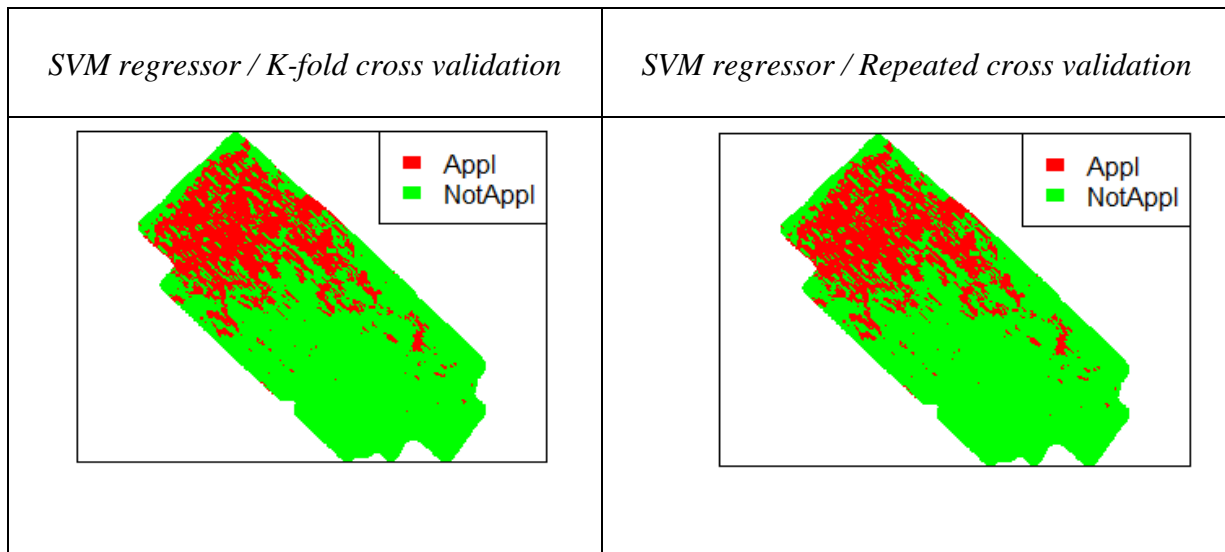 SVM regressor / K-fold cross validation
SVM regressor / Repeated cross validation
Appl
NotAppl
Appl
NotAppl